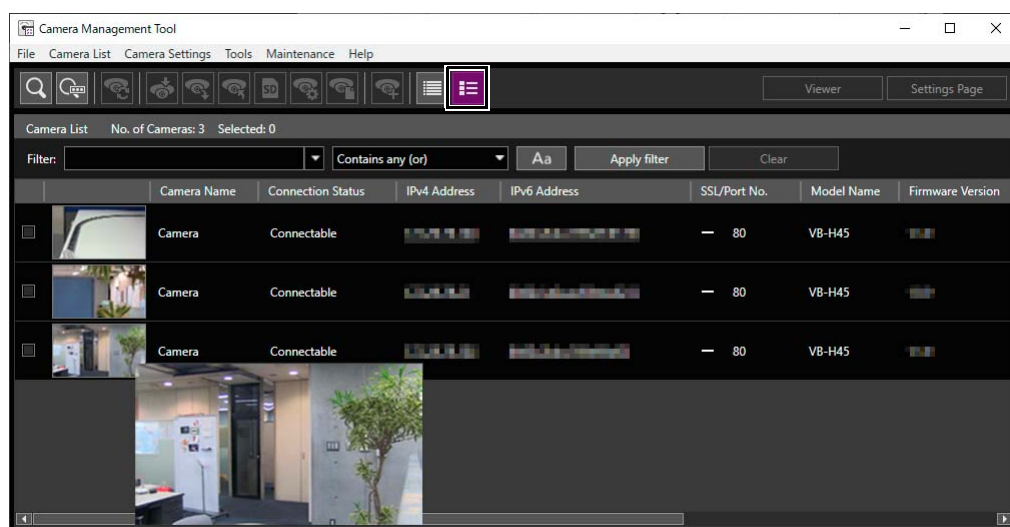 Camera Management Tool
File Camera List Camera Settings Tools Maintenance Help
SD Viewer Settings Page
Camera List No. of Cameras: 3 Selected: 0
Filter: Contains any (or) Aa Apply filter Clear
Camera Name Connection Status IPv4 Address IPv6 Address SSL/Port No. Model Name Firmware Version
Camera Connectable — 80 VB-H45
Camera Connectable — 80 VB-H45
Camera Connectable — 80 VB-H45